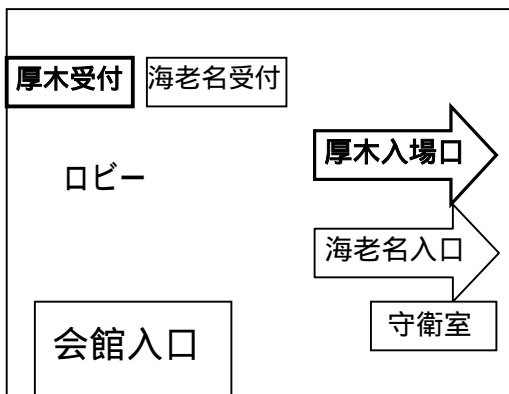 厚木受付
海老名受付
厚木入場口
ロビー
海老名入口
守衛室
会館入口